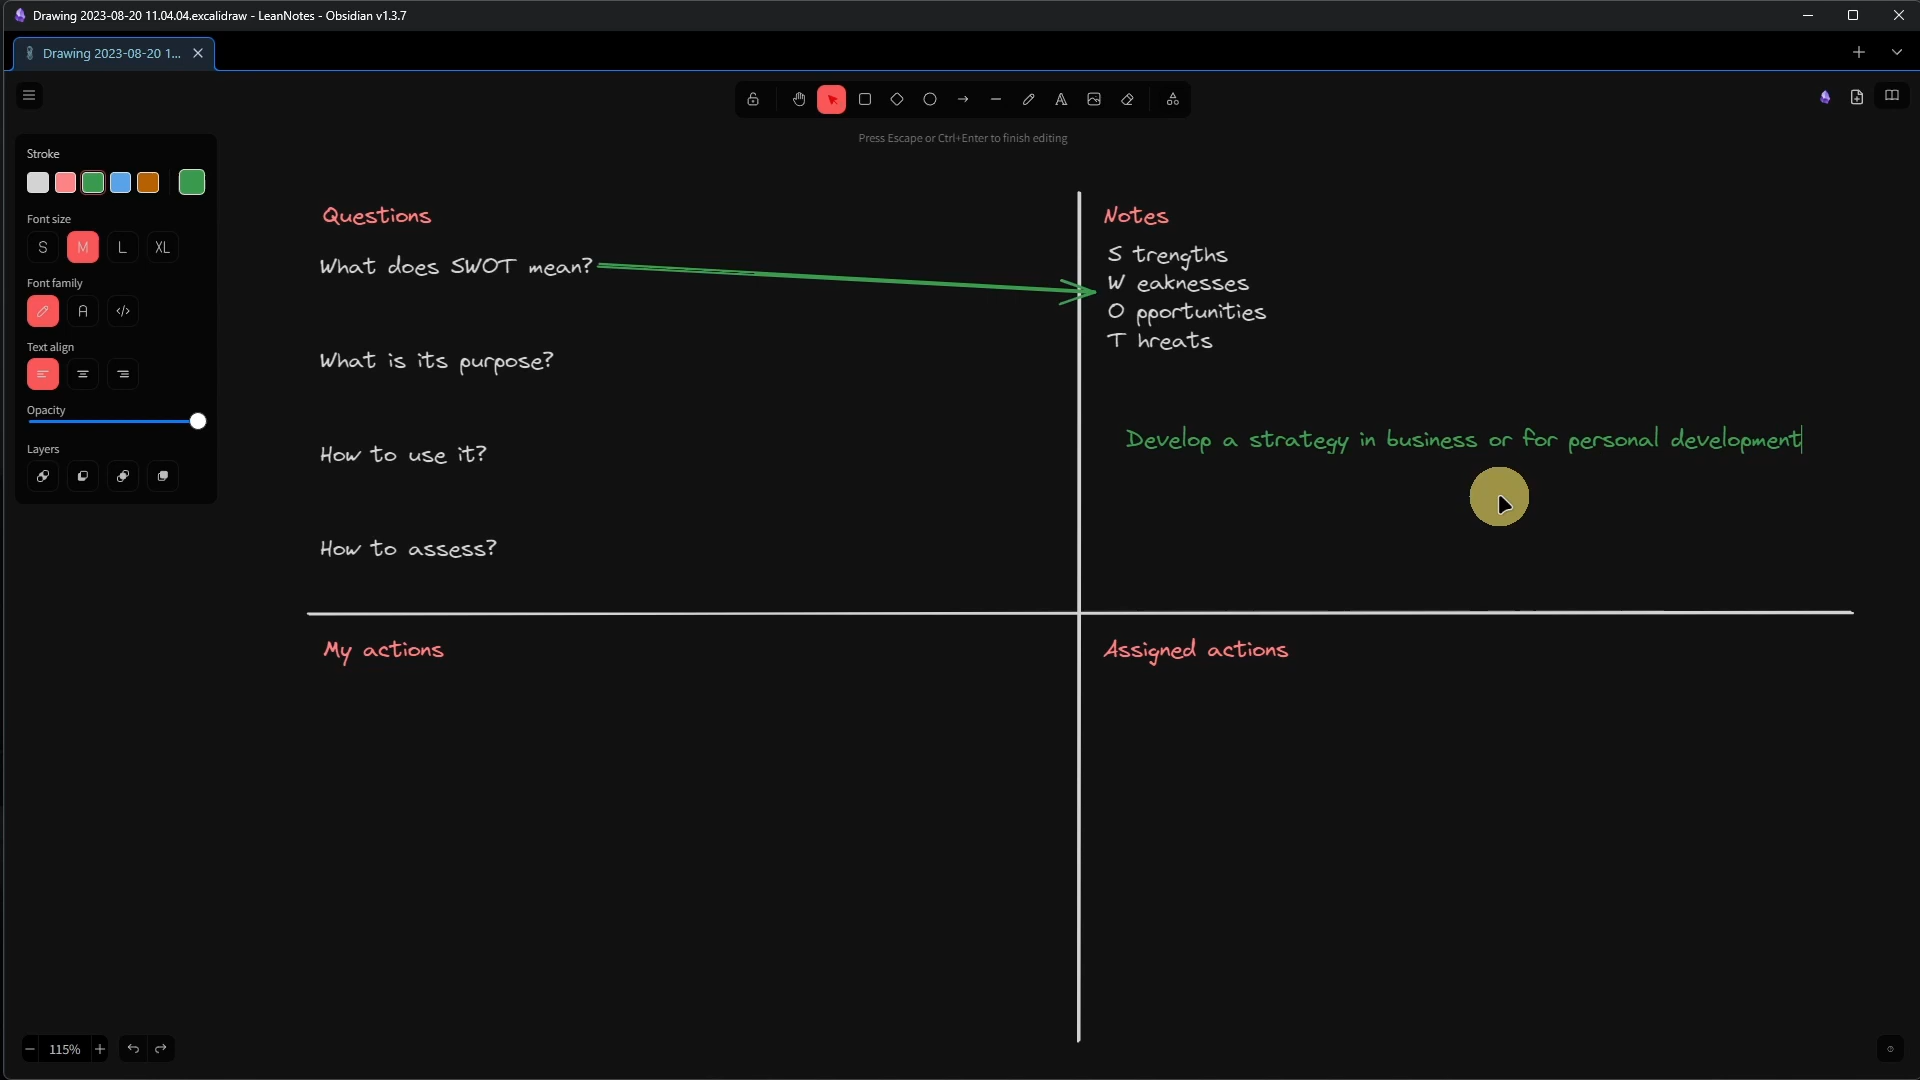 Drawing 2023-08-20 11.04.04.excalidraw - LeanNotes - Obsidian v1.3.7
Drawing 2023-08-20 1...
Press Escape or Ctrl+Enter to finish editing
Stroke
Font size
S M L XL
Font family
Text align
Opacity
Layers
Questions
What does SWOT mean?
What is its purpose?
How to use it?
How to assess?
Notes
S trengths
W eaknesses
O pportunities
T hreats
Develop a strategy in business or for personal development
My actions
Assigned actions
115%